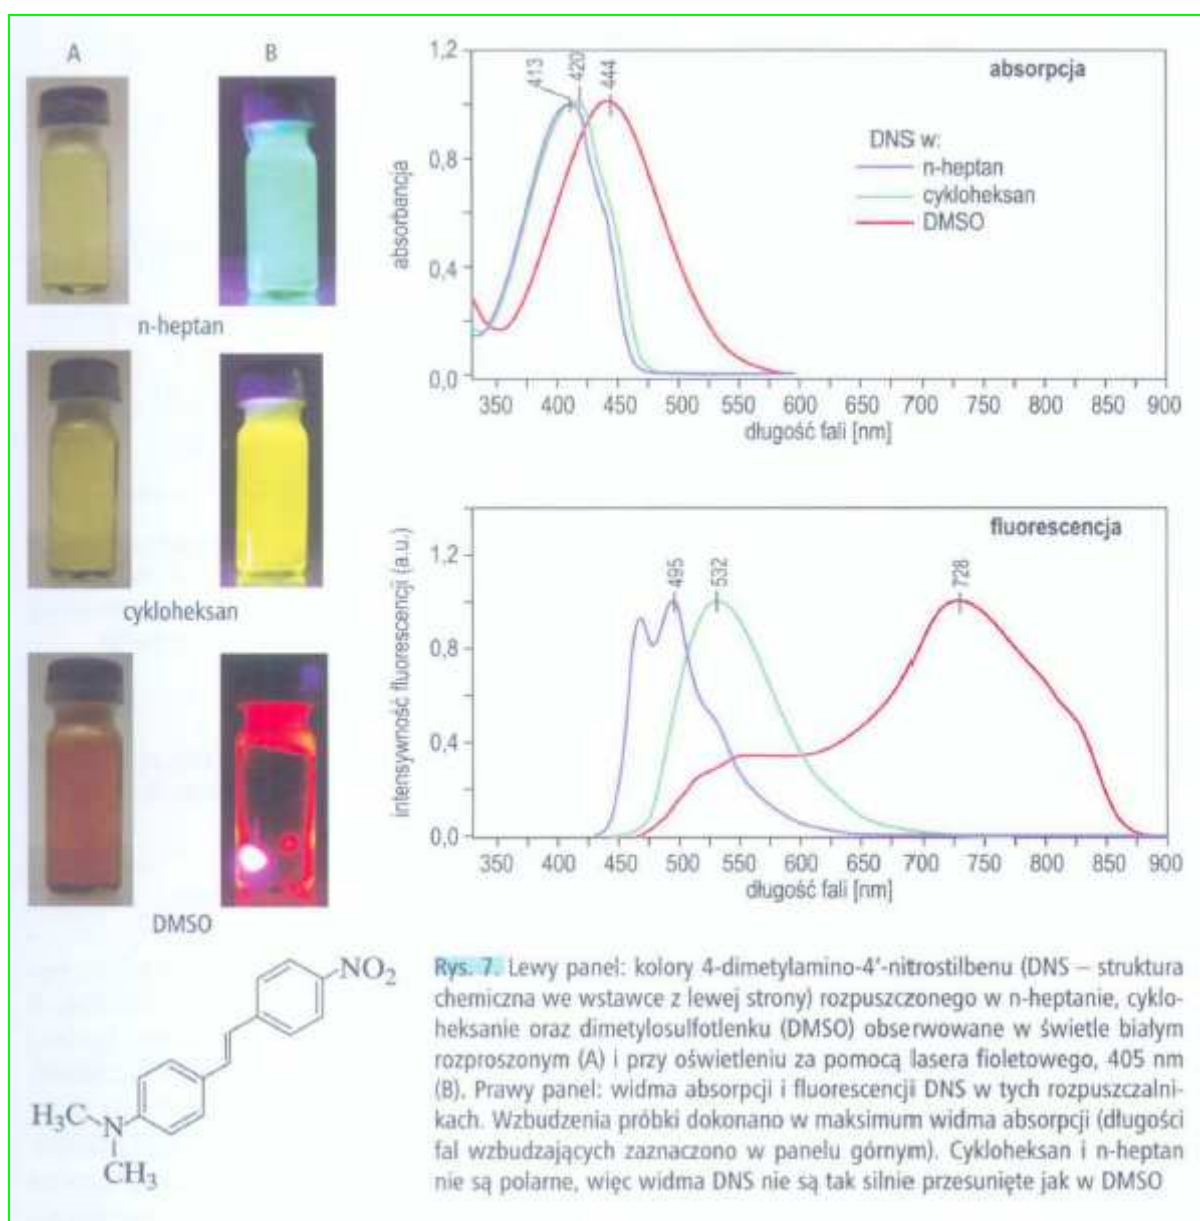 A
B
n-heptan
cykloheksan
DMSO
1,2
0,8
0,4
0,0
absorbancja
413
420
444
absorpcja
DNS w:
n-heptan
cykloheksan
DMSO
350 400 450 500 550 600 650 700 750 800 850 900
długość fali [nm]
1,2
0,8
0,4
0,0
intensywność fluorescencji (a.u.)
495
532
728
fluorescencja
350 400 450 500 550 600 650 700 750 800 850 900
długość fali [nm]
NO2
H3C
N
CH3
Rys. 7. Lewy panel: kolory 4-dimetylamino-4’-nitrostilbenu (DNS – struktura
chemiczna we wstawce z lewej strony) rozpuszczonego w n-heptanie, cyklo-
heksanie oraz dimetylosulfotlenku (DMSO) obserwowane w świetle białym
rozproszonym (A) i przy oświetleniu za pomocą lasera fioletowego, 405 nm
(B). Prawy panel: widma absorpcji i fluorescencji DNS w tych rozpuszczalni-
kach. Wzbudzenia próbki dokonano w maksimum widma absorpcji (długości
fal wzbudzających zaznaczono w panelu górnym). Cykloheksan i n-heptan
nie są polarne, więc widma DNS nie są tak silnie przesunięte jak w DMSO